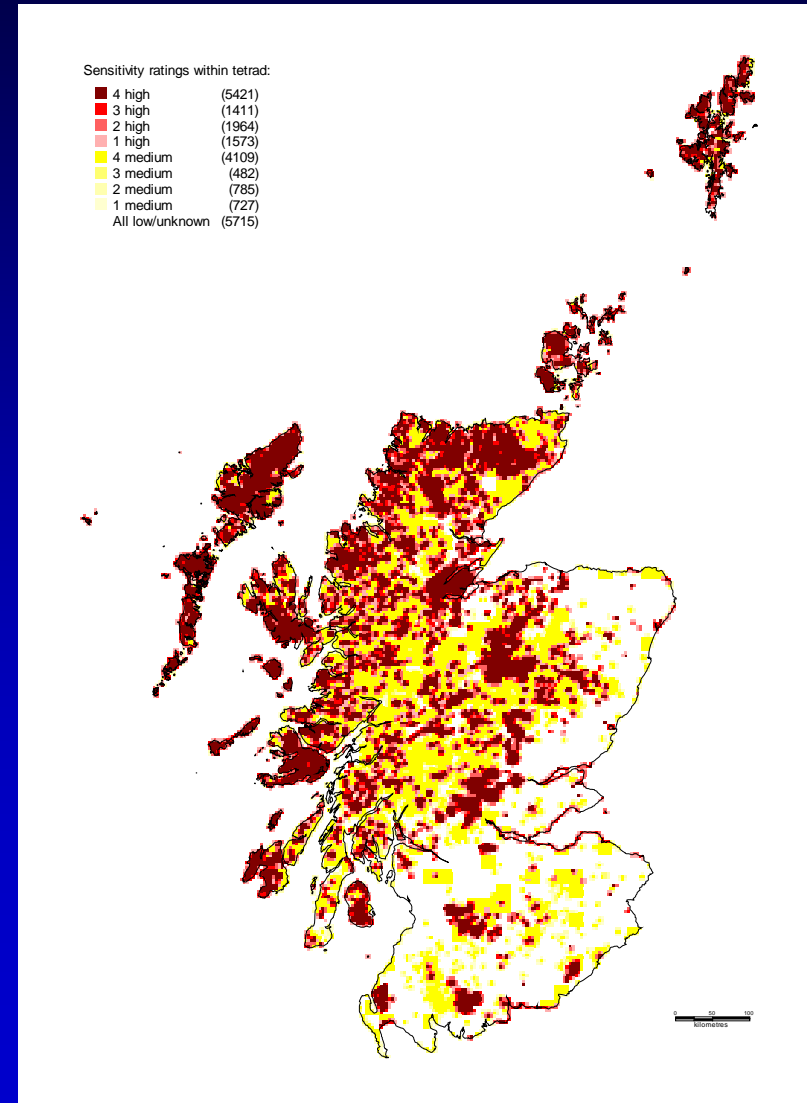 Sensitivity ratings within tetrad:
4 high (5421)
3 high (1411)
2 high (1964)
1 high (1573)
4 medium (4109)
3 medium (482)
2 medium (785)
1 medium (727)
All low/unknown (5715)
0 50 100
kilometres